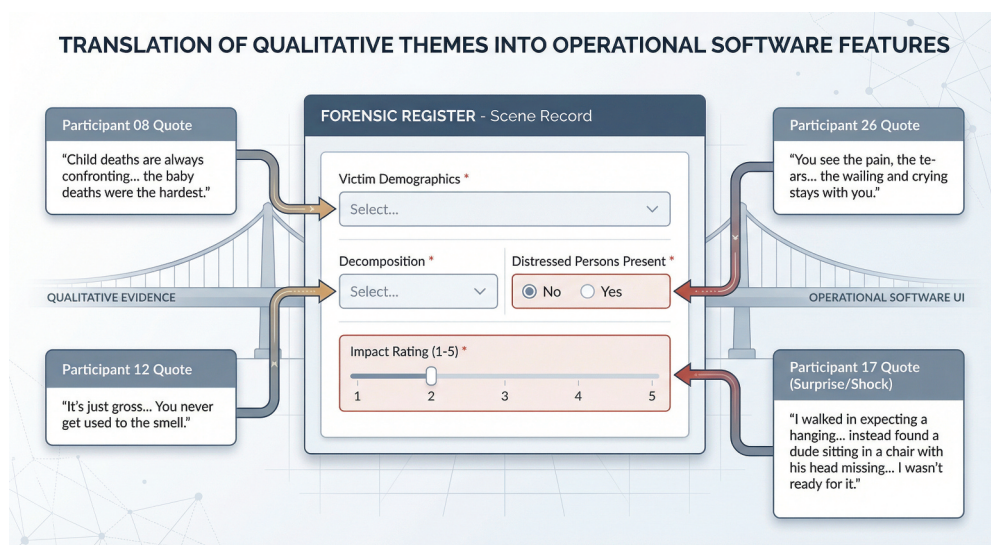 TRANSLATION OF QUALITATIVE THEMES INTO OPERATIONAL SOFTWARE FEATURES
Participant 08 Quote
“Child deaths are always
confronting... the baby
deaths were the hardest.”
FORENSIC REGISTER - Scene Record
Victim Demographics *
Select...
Decomposition *
Select...
Distressed Persons Present *
No
Yes
Impact Rating (1-5) *
1 2 3 4 5
Participant 26 Quote
“You see the pain, the te-
ars... the wailing and crying
stays with you.”
QUALITATIVE EVIDENCE
OPERATIONAL SOFTWARE UI
Participant 12 Quote
“It’s just gross... You never
get used to the smell.”
Participant 17 Quote
(Surprise/Shock)
“I walked in expecting a
hanging... instead found a
dude sitting in a chair with
his head missing... I wasn’t
ready for it.”